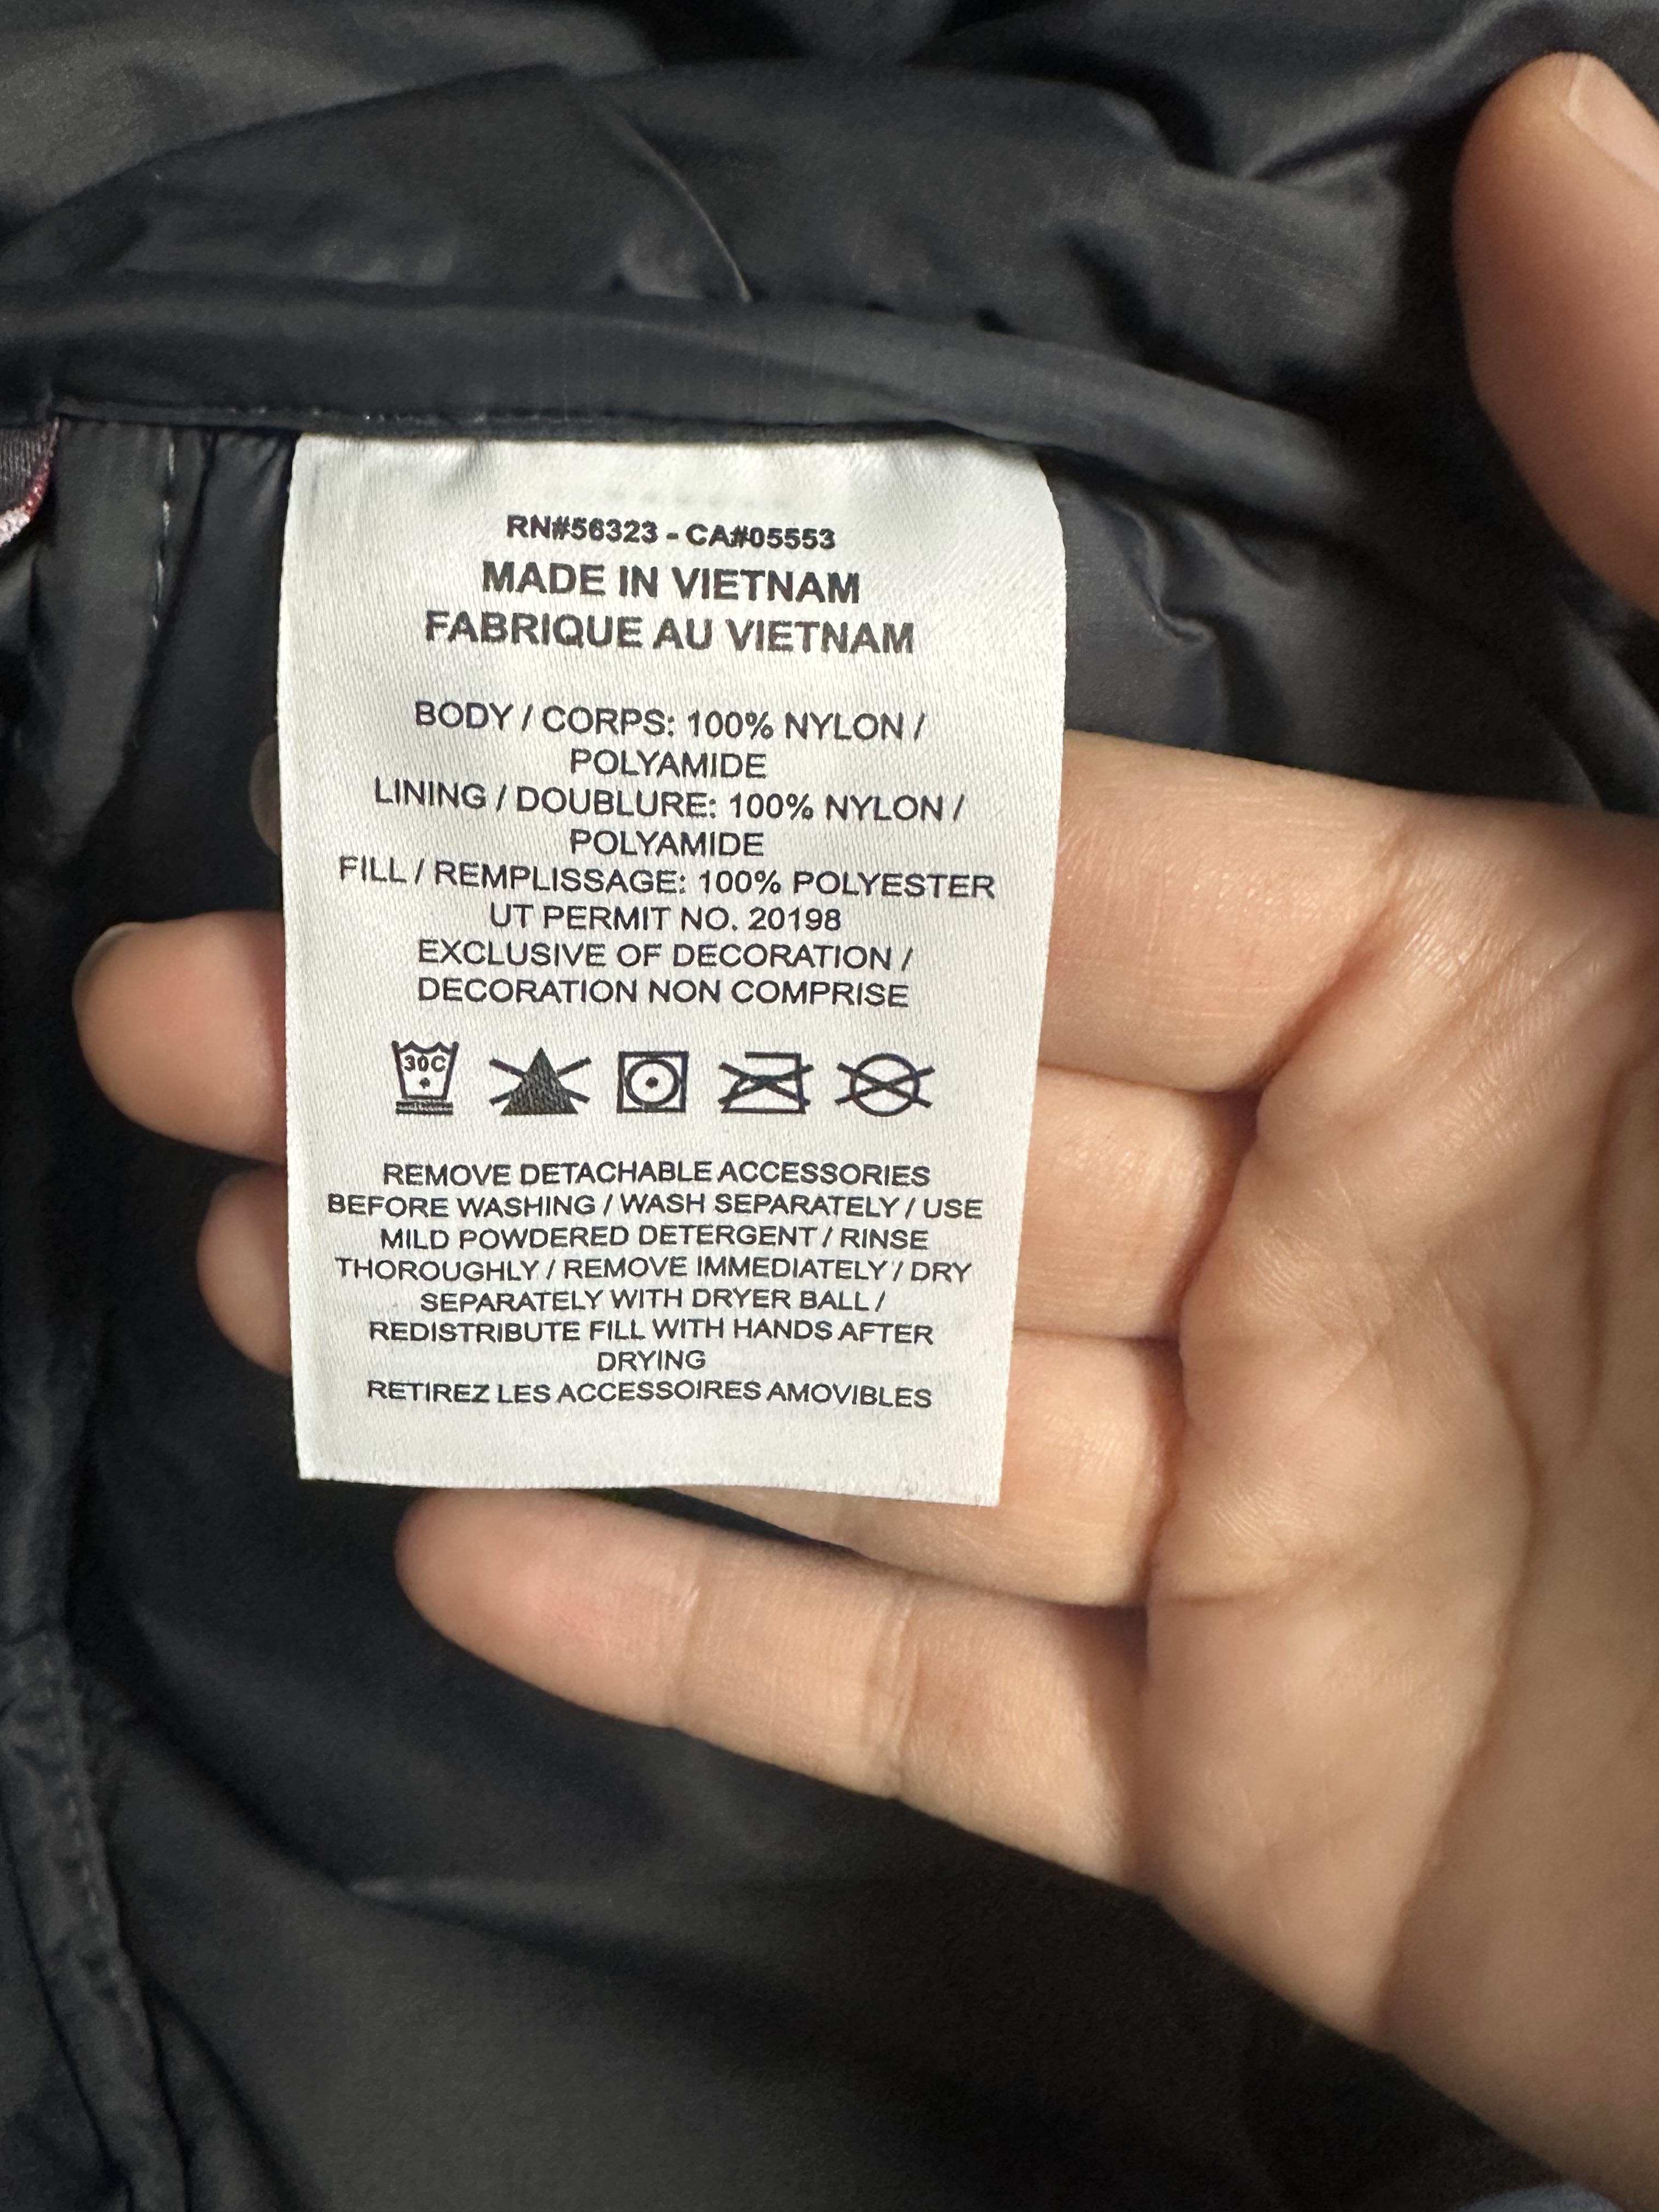 RN#56323 - CA#05553
MADE IN VIETNAM
FABRIQUE AU VIETNAM
BODY / CORPS: 100% NYLON /
POLYAMIDE
LINING / DOUBLURE: 100% NYLON /
POLYAMIDE
FILL / REMPLISSAGE: 100% POLYESTER
UT PERMIT NO. 20198
EXCLUSIVE OF DECORATION /
DECORATION NON COMPRISE
30C
REMOVE DETACHABLE ACCESSORIES
BEFORE WASHING / WASH SEPARATELY / USE
MILD POWDERED DETERGENT / RINSE
THOROUGHLY / REMOVE IMMEDIATELY / DRY
SEPARATELY WITH DRYER BALL /
REDISTRIBUTE FILL WITH HANDS AFTER
DRYING
RETIREZ LES ACCESSOIRES AMOVIBLES